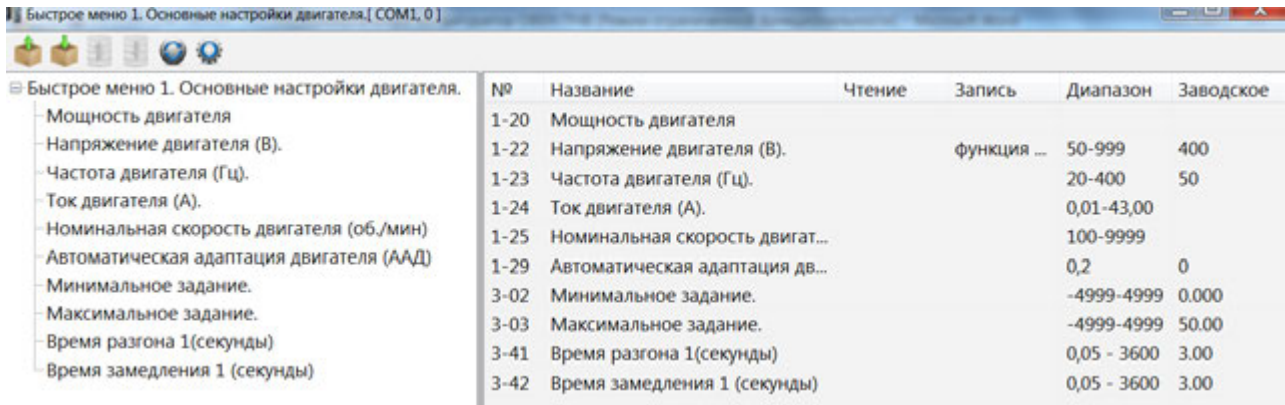 Быстрое меню 1. Основные настройки двигателя.[ COM1, 0 ]
Быстрое меню 1. Основные настройки двигателя.
Мощность двигателя
Напряжение двигателя (В).
Частота двигателя (Гц).
Ток двигателя (А).
Номинальная скорость двигателя (об./мин)
Автоматическая адаптация двигателя (ААД)
Минимальное задание.
Максимальное задание.
Время разгона 1(секунды)
Время замедления 1 (секунды)
№ Название Чтение Запись Диапазон Заводское
1-20 Мощность двигателя
1-22 Напряжение двигателя (В). функция ... 50-999 400
1-23 Частота двигателя (Гц). 20-400 50
1-24 Ток двигателя (А). 0,01-43,00
1-25 Номинальная скорость двигат... 100-9999
1-29 Автоматическая адаптация дв... 0,2 0
3-02 Минимальное задание. -4999-4999 0.000
3-03 Максимальное задание. -4999-4999 50.00
3-41 Время разгона 1(секунды) 0,05 - 3600 3.00
3-42 Время замедления 1 (секунды) 0,05 - 3600 3.00